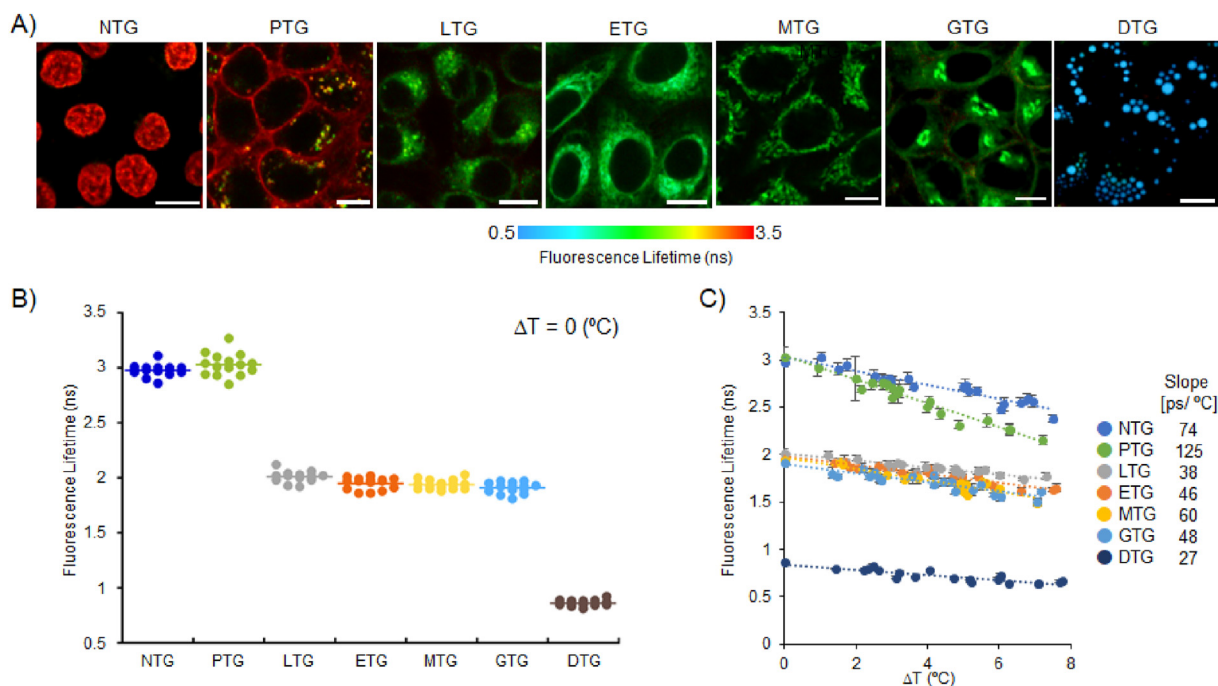 A)
NTG PTG LTG ETG MTG GTG DTG
0.5 3.5
Fluorescence Lifetime (ns)
B)
Fluorescence Lifetime (ns)
3.5
3
2.5
2
1.5
1
0.5
ΔT = 0 (ºC)
NTG PTG LTG ETG MTG GTG DTG
C)
Fluorescence Lifetime (ns)
3.5
3
2.5
2
1.5
1
0.5
0
0 2 4 6 8
ΔT (ºC)
Slope
[ps/ ºC]
NTG 74
PTG 125
LTG 38
ETG 46
MTG 60
GTG 48
DTG 27